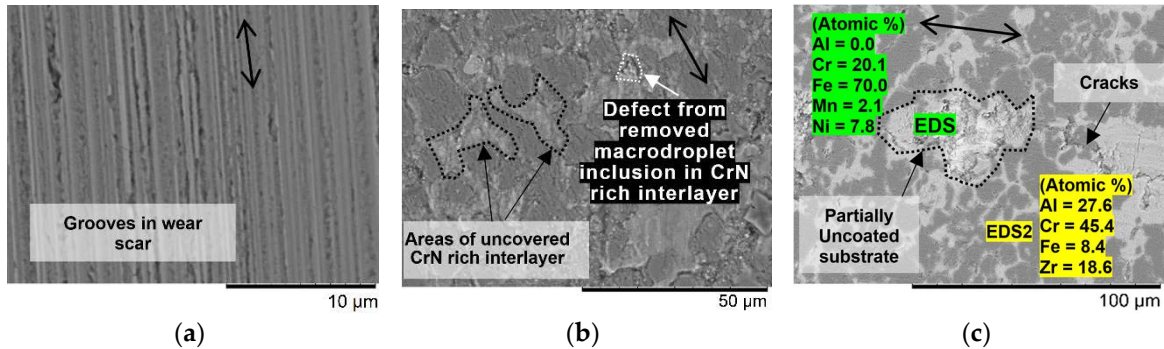 Grooves in wear
scar
10 µm
(a)
Defect from
removed
macrodroplet
inclusion in CrN
rich interlayer
Areas of uncovered
CrN rich interlayer
50 µm
(b)
(Atomic %)
Al = 0.0
Cr = 20.1
Fe = 70.0
Mn = 2.1
Ni = 7.8
EDS
Cracks
Partially
Uncoated
substrate
EDS2
(Atomic %)
Al = 27.6
Cr = 45.4
Fe = 8.4
Zr = 18.6
100 µm
(c)